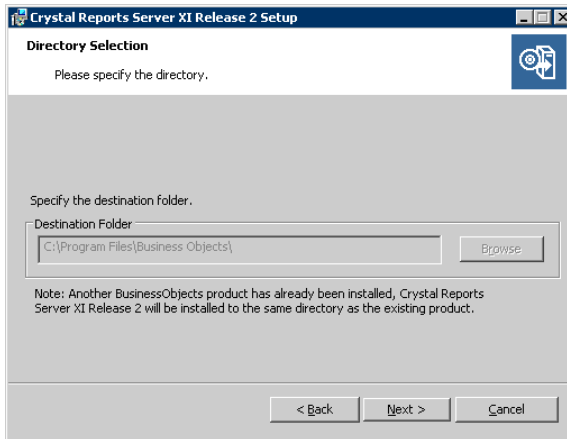 Crystal Reports Server XI Release 2 Setup
Directory Selection
Please specify the directory.
Specify the destination folder.
Destination Folder
C:\Program Files\Business Objects\
Browse
Note: Another BusinessObjects product has already been installed, Crystal Reports
Server XI Release 2 will be installed to the same directory as the existing product.
< Back
Next >
Cancel